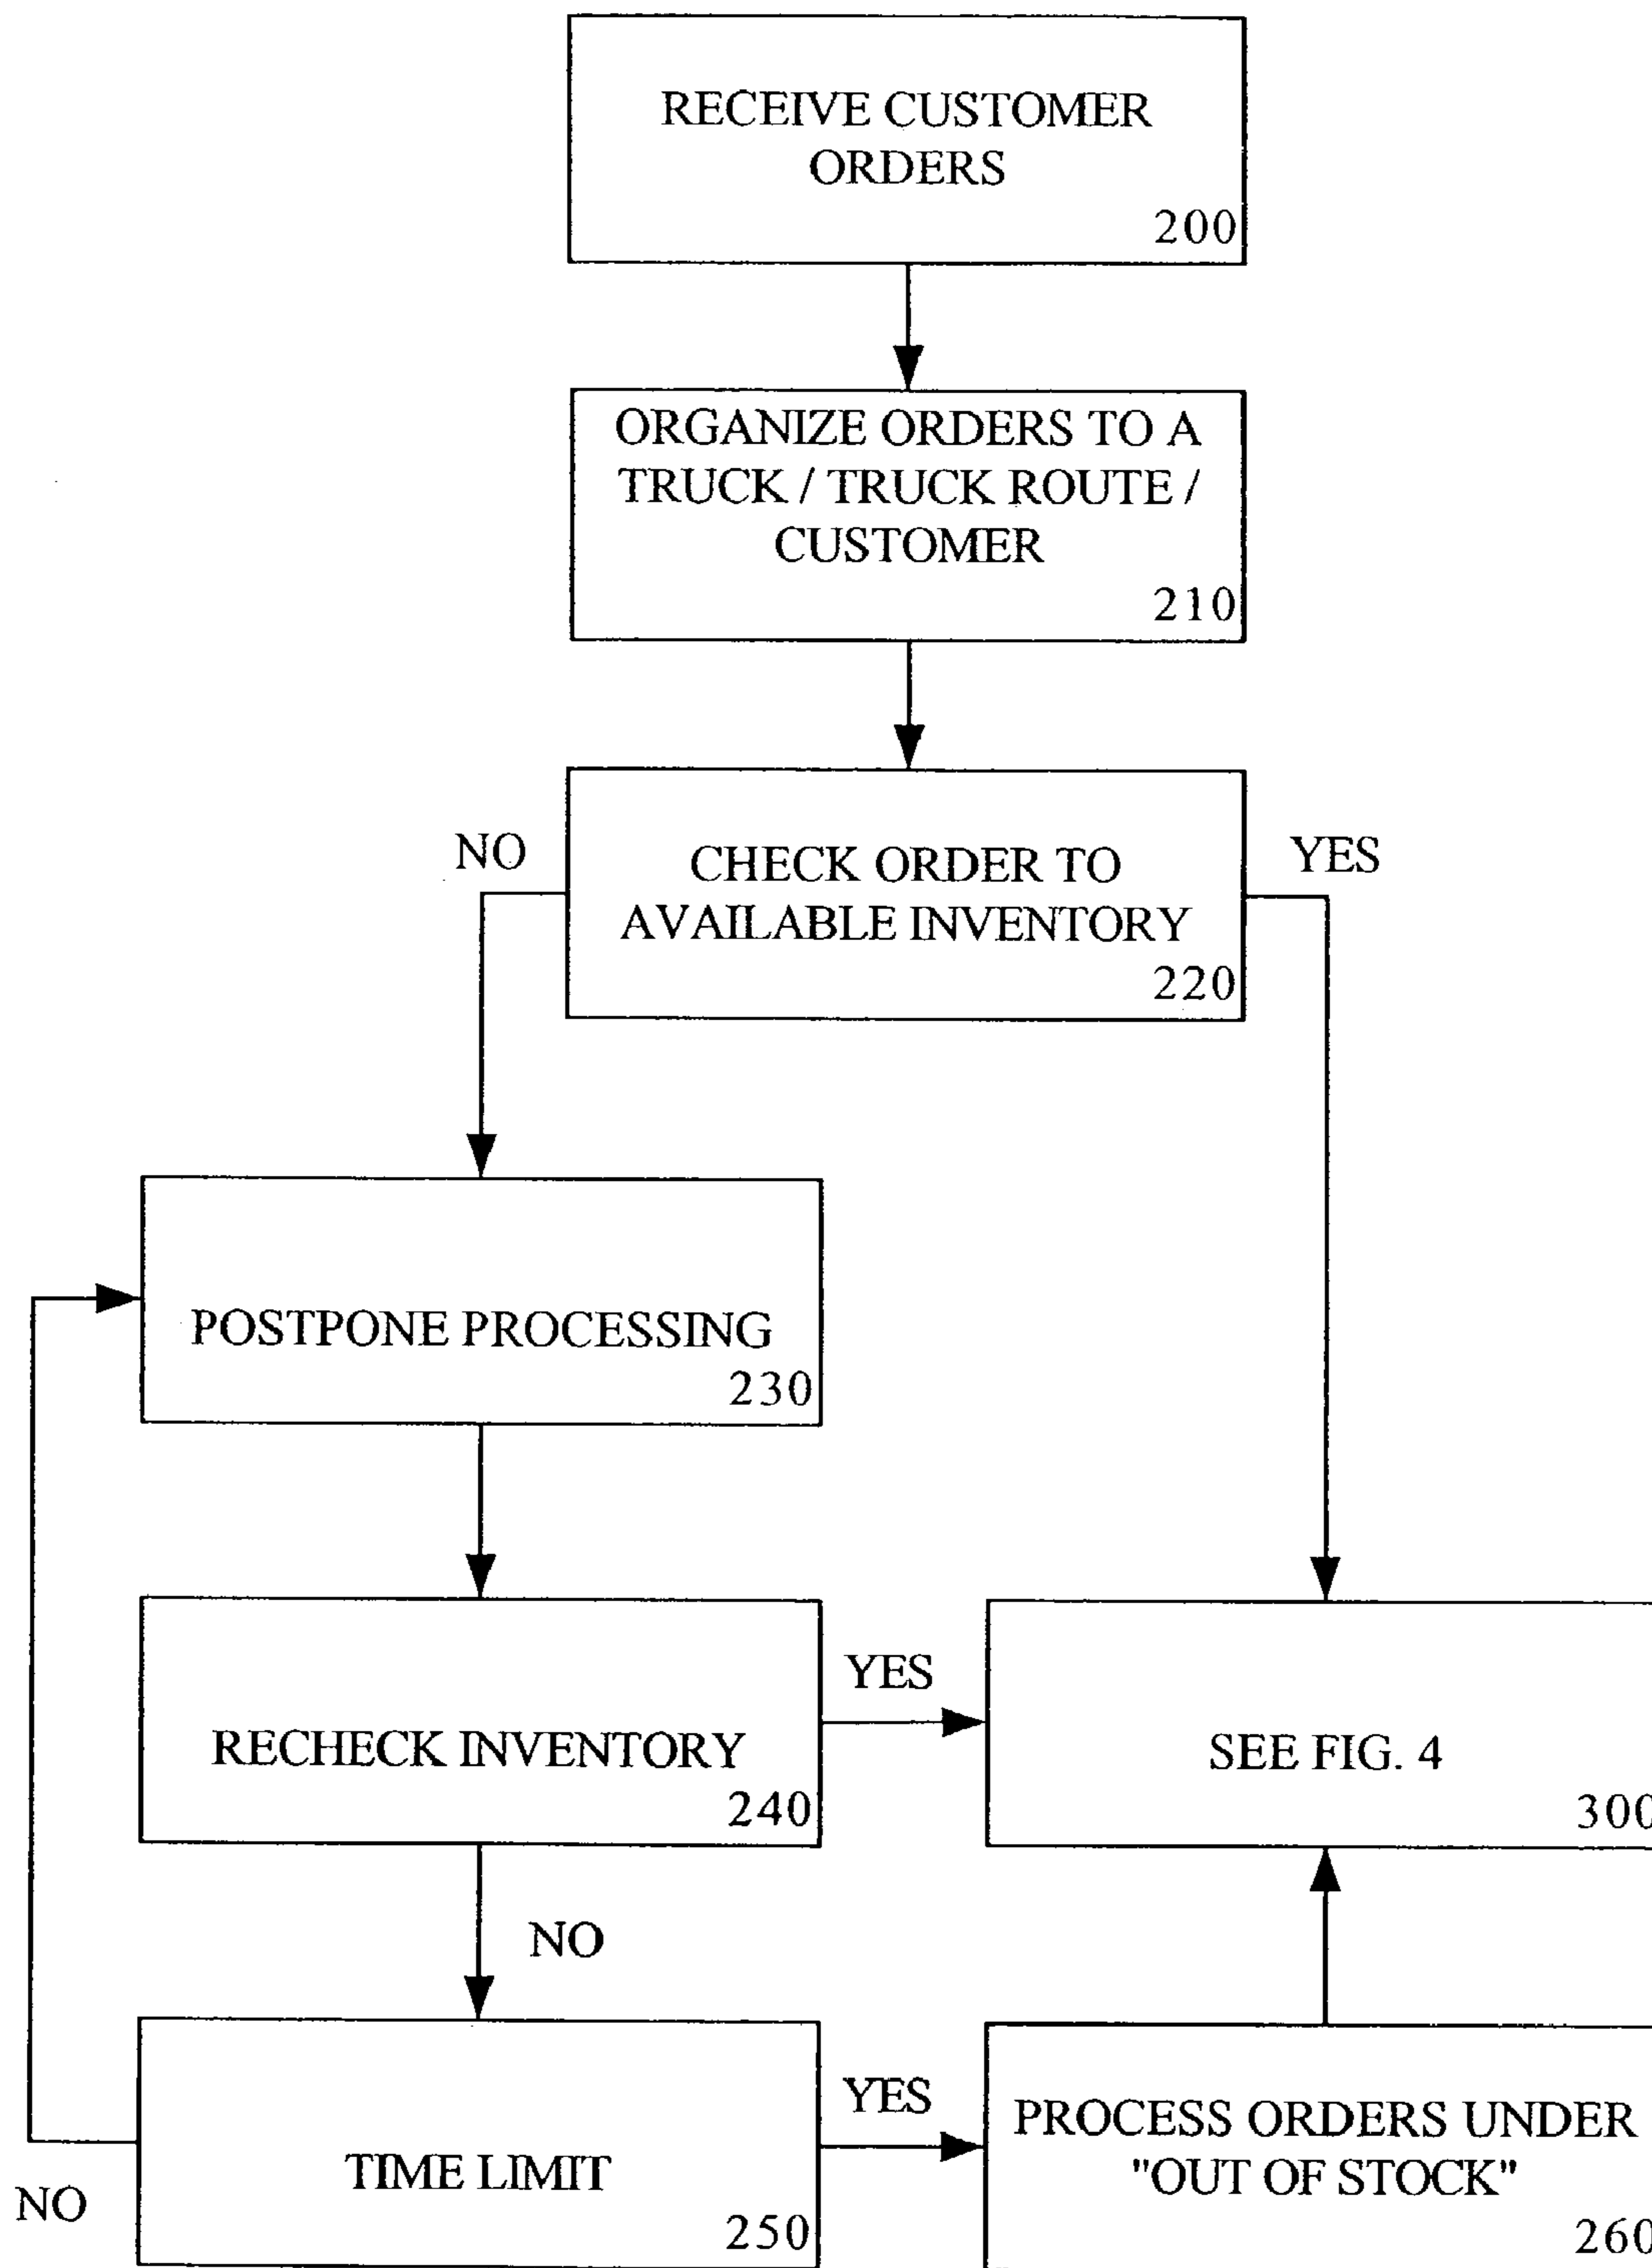 RECEIVE CUSTOMER
ORDERS
200
ORGANIZE ORDERS TO A
TRUCK / TRUCK ROUTE /
CUSTOMER
210
NO
YES
CHECK ORDER TO
AVAILABLE INVENTORY
220
POSTPONE PROCESSING
230
RECHECK INVENTORY
240
YES
SEE FIG. 4
300
NO
TIME LIMIT
250
NO
YES
PROCESS ORDERS UNDER
"OUT OF STOCK"
260